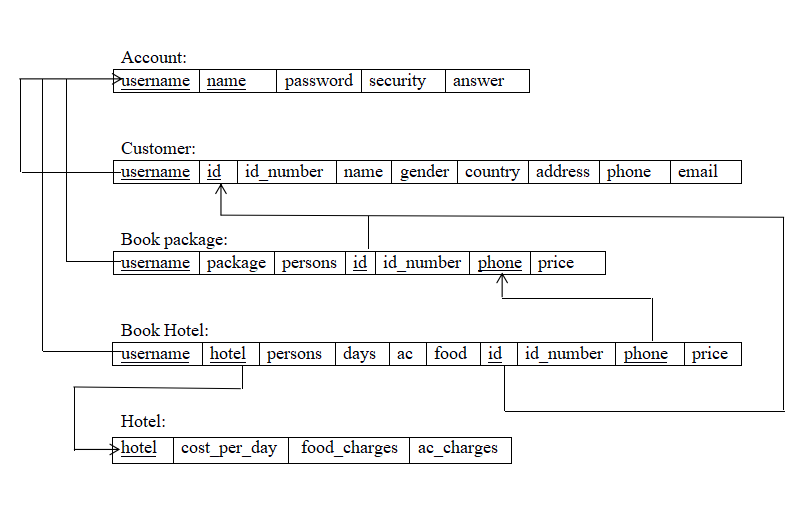 Account:
username name password security answer
Customer:
username id id_number name gender country address phone email
Book package:
username package persons id id_number phone price
Book Hotel:
username hotel persons days ac food id id_number phone price
Hotel:
hotel cost_per_day food_charges ac_charges